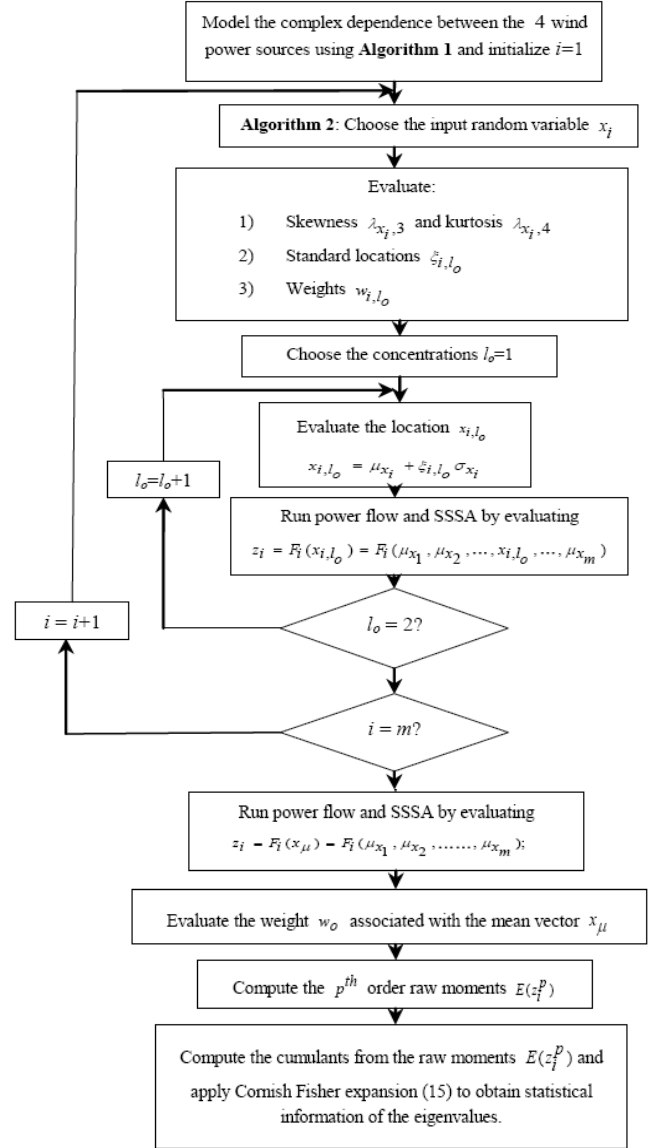 Model the complex dependence between the 4 wind
power sources using Algorithm 1 and initialize i=1
Algorithm 2: Choose the input random variable x_i
Evaluate:
1) Skewness λ_{x_i,3} and kurtosis λ_{x_i,4}
2) Standard locations ξ_{i,l_o}
3) Weights w_{i,l_o}
Choose the concentrations l_o=1
Evaluate the location x_{i,l_o}
x_{i,l_o} = μ_{x_i} + ξ_{i,l_o} σ_{x_i}
l_o=l_o+1
Run power flow and SSSA by evaluating
z_i = F_i(x_{i,l_o}) = F_i(μ_{x_1}, μ_{x_2}, ..., x_{i,l_o}, ..., μ_{x_m})
i = i+1
l_o = 2?
i = m?
Run power flow and SSSA by evaluating
z_i = F_i(x_μ) = F_i(μ_{x_1}, μ_{x_2}, ......, μ_{x_m});
Evaluate the weight w_o associated with the mean vector x_μ
Compute the p^{th} order raw moments E(z_i^p)
Compute the cumulants from the raw moments E(z_i^p) and
apply Cornish Fisher expansion (15) to obtain statistical
information of the eigenvalues.